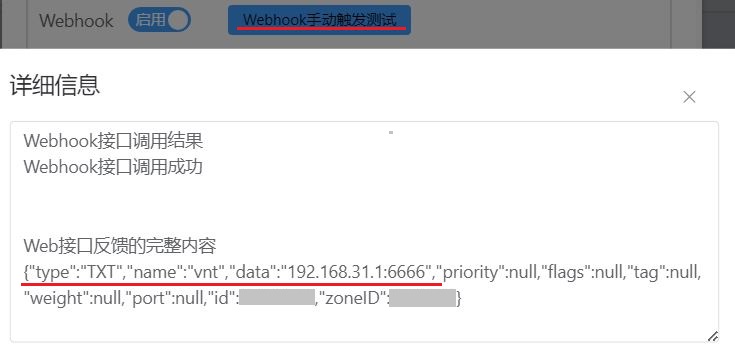 Webhook 启用 Webhook手动触发测试
详细信息
Webhook接口调用结果
Webhook接口调用成功
Web接口反馈的完整内容
{"type":"TXT","name":"vnt","data":"192.168.31.1:6666","priority":null,"flags":null,"tag":null,
"weight":null,"port":null,"id":,"zoneID":}